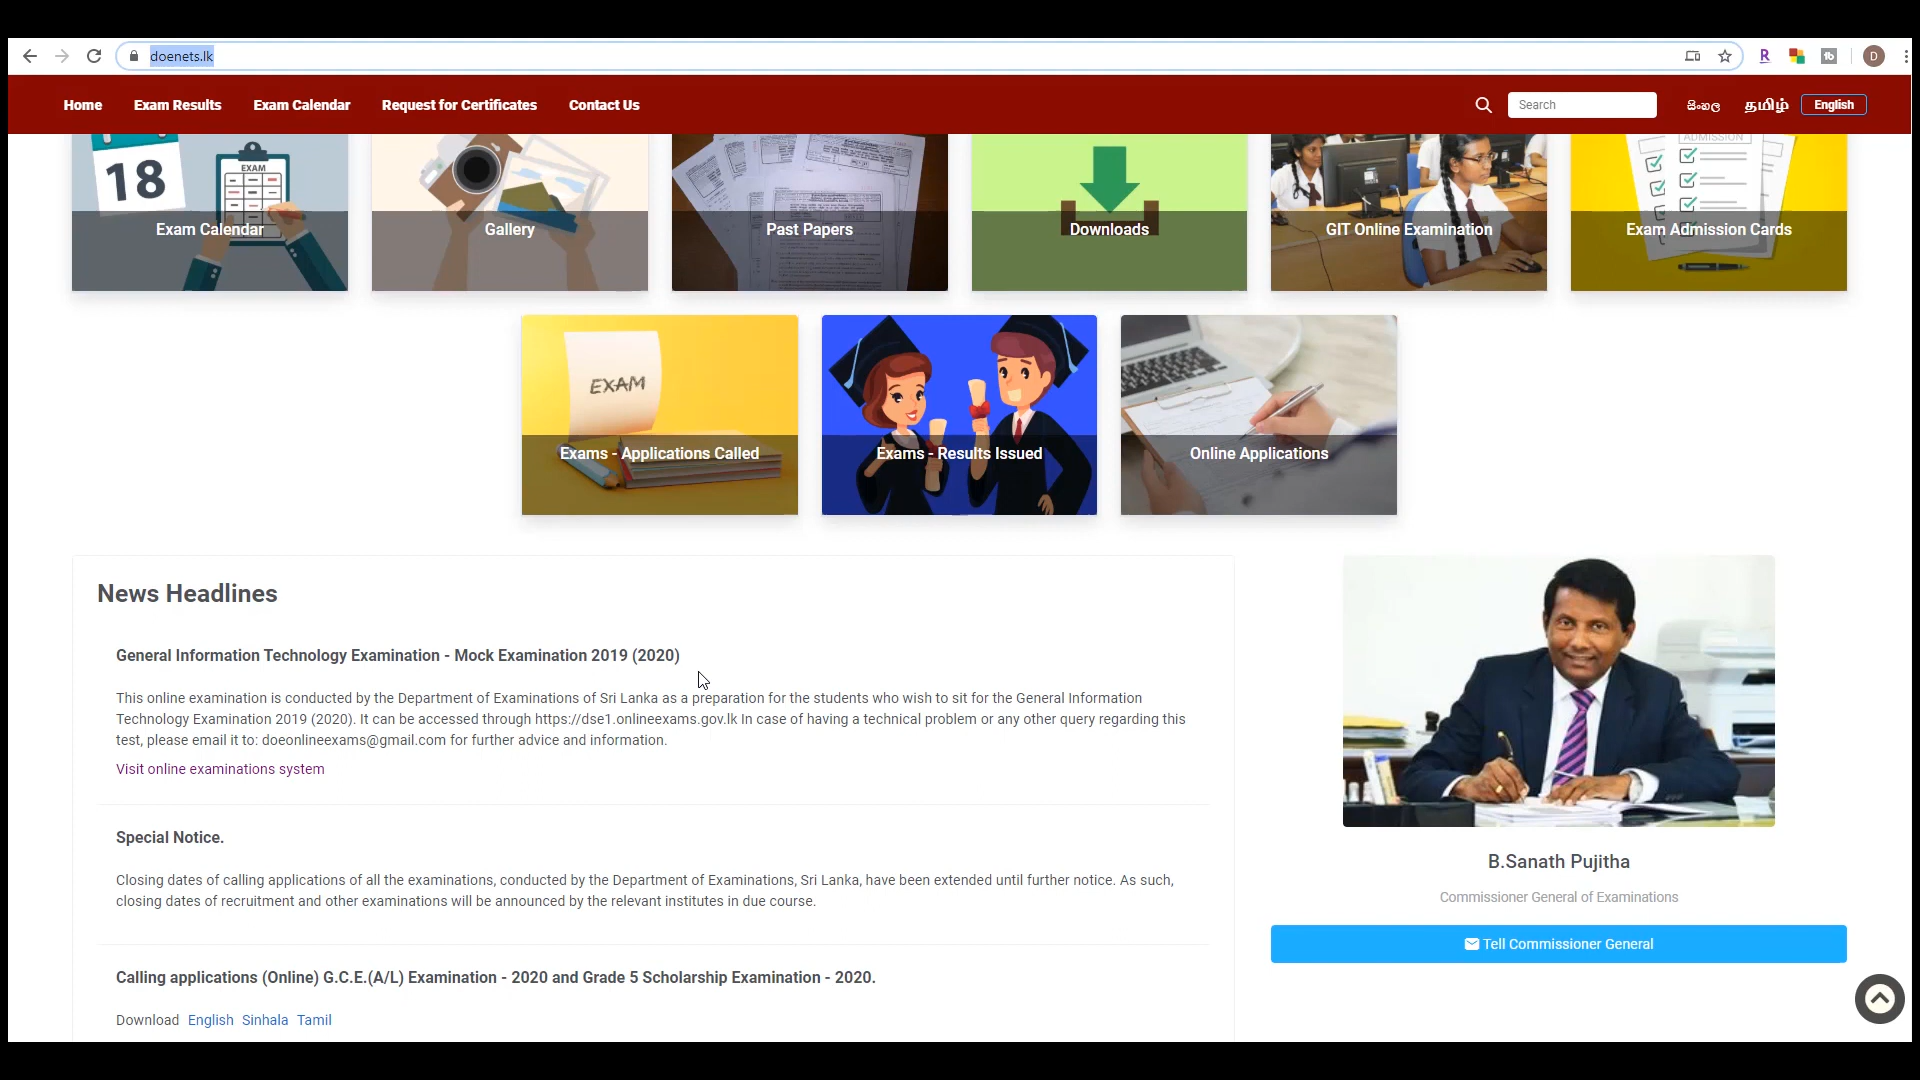 doenets.lk
Home Exam Results Exam Calendar Request for Certificates Contact Us Search සිංහල தமிழ் English
18
EXAM
ADMISSION
Exam Calendar
Gallery
Past Papers
Downloads
GIT Online Examination
Exam Admission Cards
EXAM
Exams - Applications Called
Exams - Results Issued
Online Applications
News Headlines
General Information Technology Examination - Mock Examination 2019 (2020)
This online examination is conducted by the Department of Examinations of Sri Lanka as a preparation for the students who wish to sit for the General Information
Technology Examination 2019 (2020). It can be accessed through https://dse1.onlineexams.gov.lk In case of having a technical problem or any other query regarding this
test, please email it to: doeonlineexams@gmail.com for further advice and information.
Visit online examinations system
Special Notice.
Closing dates of calling applications of all the examinations, conducted by the Department of Examinations, Sri Lanka, have been extended until further notice. As such,
closing dates of recruitment and other examinations will be announced by the relevant institutes in due course.
Calling applications (Online) G.C.E.(A/L) Examination - 2020 and Grade 5 Scholarship Examination - 2020.
Download English Sinhala Tamil
B.Sanath Pujitha
Commissioner General of Examinations
Tell Commissioner General